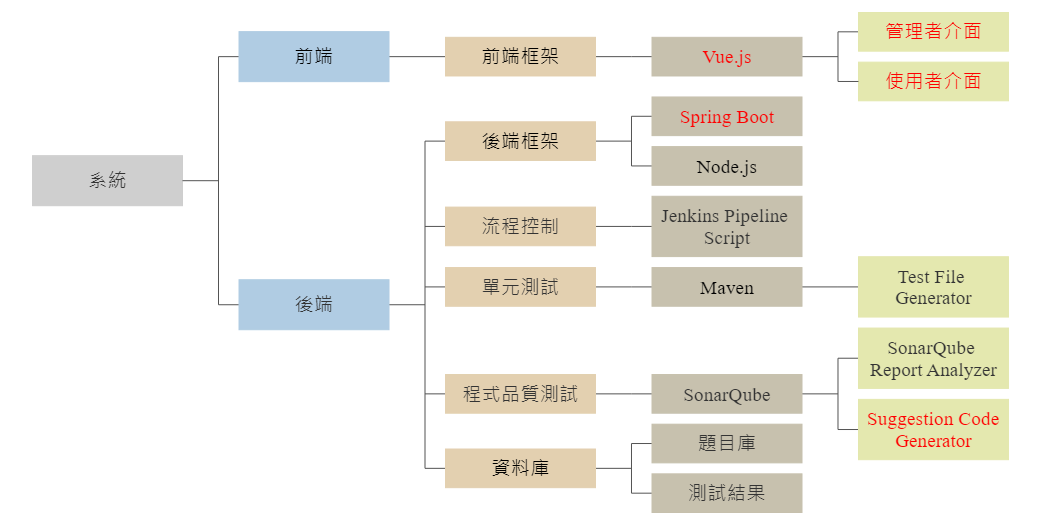 系統
前端
前端框架
Vue.js
管理者介面
使用者介面
後端
後端框架
Spring Boot
Node.js
流程控制
Jenkins Pipeline
Script
單元測試
Maven
Test File
Generator
程式品質測試
SonarQube
SonarQube
Report Analyzer
Suggestion Code
Generator
資料庫
題目庫
測試結果